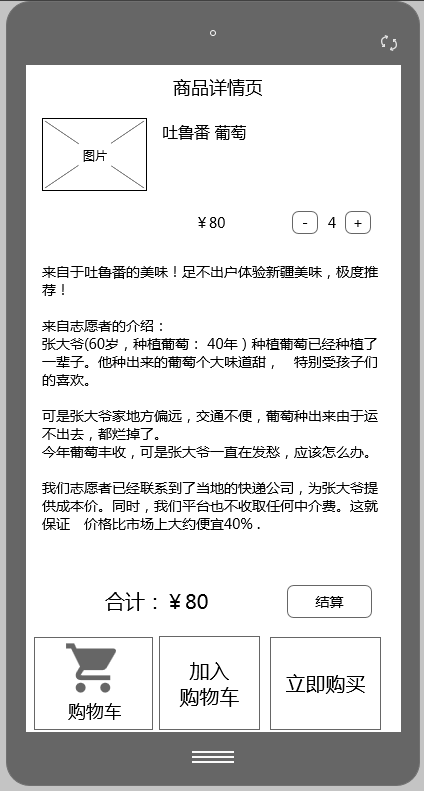 商品详情页
图片
吐鲁番 葡萄
￥80
- 4 +
来自于吐鲁番的美味！足不出户体验新疆美味，极度推
荐！
来自志愿者的介绍：
张大爷(60岁，种植葡萄： 40年）种植葡萄已经种植了
一辈子。他种出来的葡萄个大味道甜， 特别受孩子们
的喜欢。
可是张大爷家地方偏远，交通不便，葡萄种出来由于运
不出去，都烂掉了。
今年葡萄丰收，可是张大爷一直在发愁，应该怎么办。
我们志愿者已经联系到了当地的快递公司，为张大爷提
供成本价。同时，我们平台也不收取任何中介费。这就
保证 价格比市场上大约便宜40% .
合计：￥80
结算
购物车
加入
购物车
立即购买